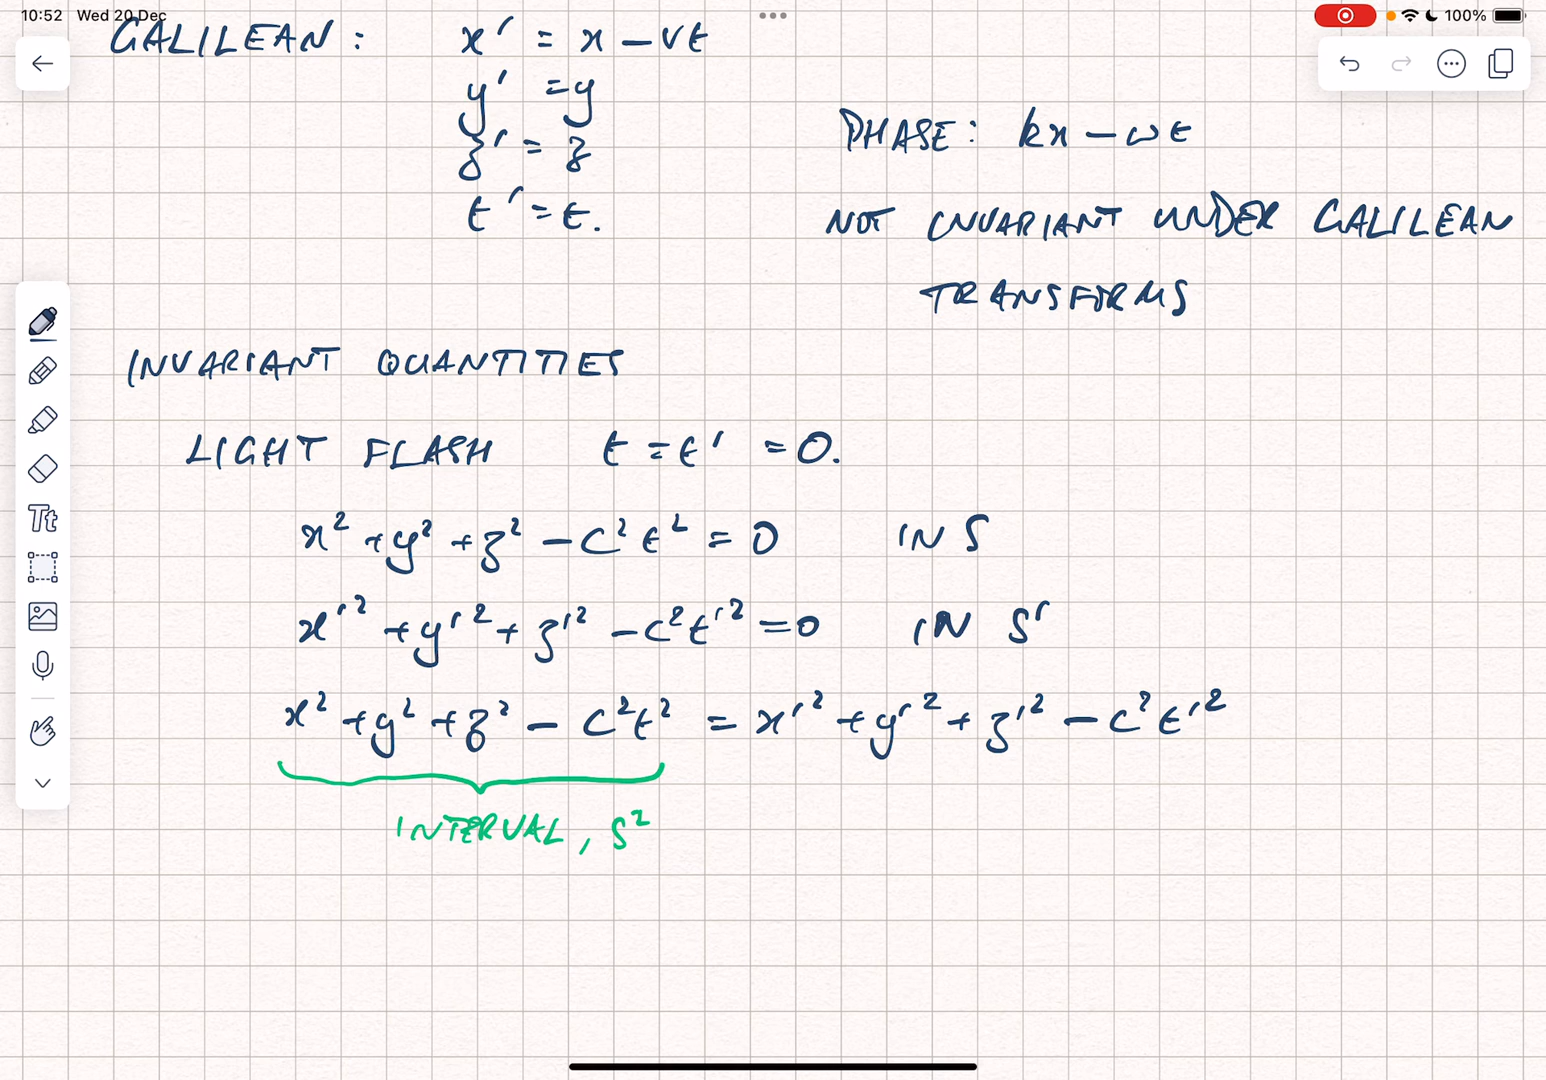 10:52 Wed 20 Dec
100%
GALILEAN: x' = x - vt
y' = y
z' = z
t' = t.
PHASE: kx - ωt
NOT INVARIANT UNDER GALILEAN
TRANSFORMS
INVARIANT QUANTITIES
LIGHT FLASH t = t' = 0.
x² + y² + z² - c²t² = 0 IN S
x'² + y'² + z'² - c²t'² = 0 IN S'
x² + y² + z² - c²t² = x'² + y'² + z'² - c²t'²
INTERVAL, S²
Tt